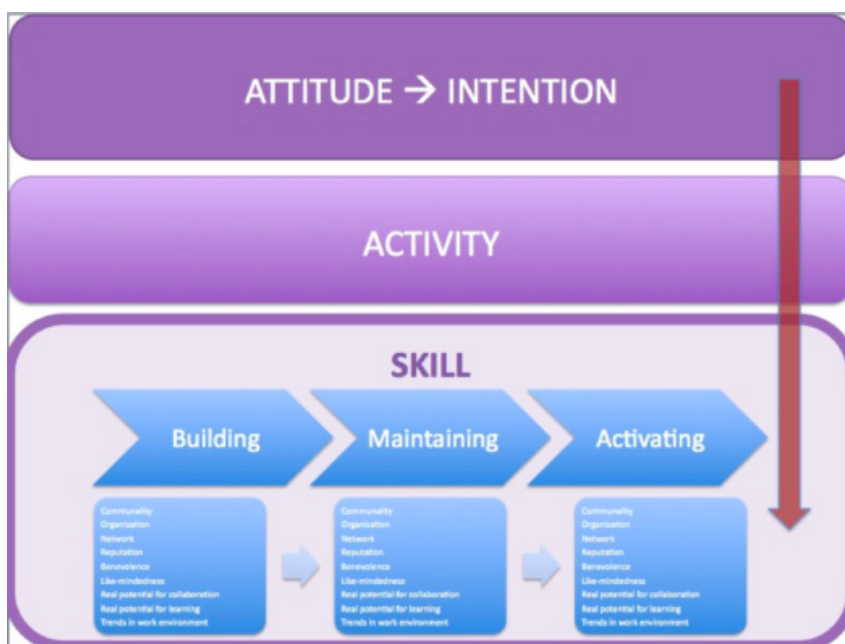 ATTITUDE → INTENTION
ACTIVITY
SKILL
Building
Maintaining
Activating
Communality
Organisation
Network
Reputation
Benevolence
Like-mindedness
Real potential for collaboration
Real potential for learning
Trends in work environment
Communality
Organisation
Network
Reputation
Benevolence
Like-mindedness
Real potential for collaboration
Real potential for learning
Trends in work environment
Communality
Organisation
Network
Reputation
Benevolence
Like-mindedness
Real potential for collaboration
Real potential for learning
Trends in work environment